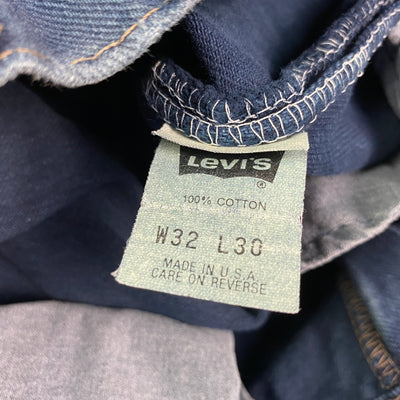 LEVI'S ®
100% COTTON
W32 L30
MADE IN U.S.A.
CARE ON REVERSE